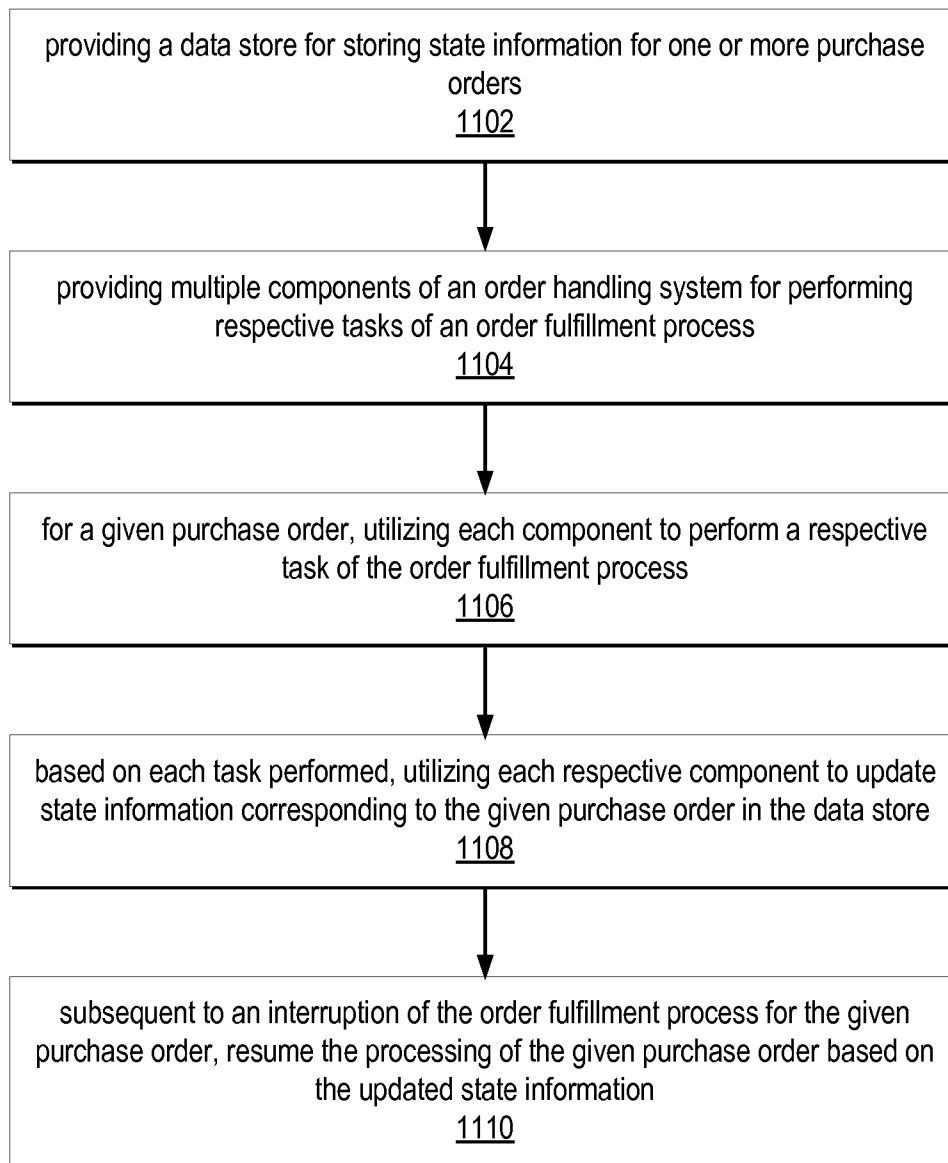 providing a data store for storing state information for one or more purchase
orders
1102
providing multiple components of an order handling system for performing
respective tasks of an order fulfillment process
1104
for a given purchase order, utilizing each component to perform a respective
task of the order fulfillment process
1106
based on each task performed, utilizing each respective component to update
state information corresponding to the given purchase order in the data store
1108
subsequent to an interruption of the order fulfillment process for the given
purchase order, resume the processing of the given purchase order based on
the updated state information
1110